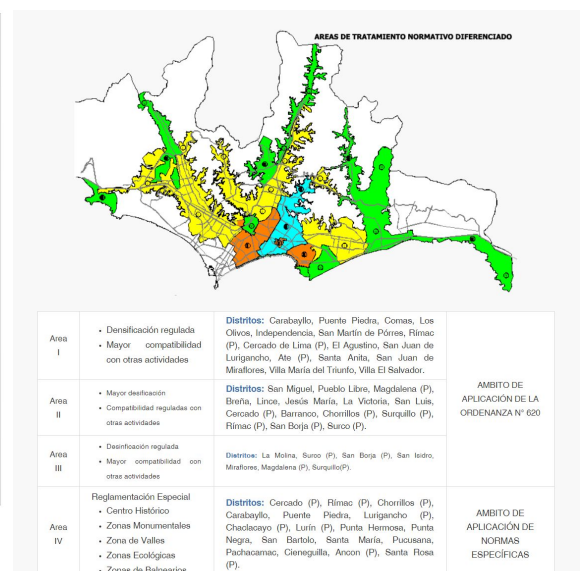 AREAS DE TRATAMIENTO NORMATIVO DIFERENCIADO
Area
I
• Densificación regulada
• Mayor compatibilidad
con otras actividades
Distritos: Carabayllo, Puente Piedra, Comas, Los
Olivos, Independencia, San Martín de Pórres, Rímac
(P), Cercado de Lima (P), El Agustino, San Juan de
Lurigancho, Ate (P), Santa Anita, San Juan de
Miraflores, Villa María del Triunfo, Villa El Salvador.
Area
II
• Mayor desificación
• Compatibilidad reguladas con
otras actividades
Distritos: San Miguel, Pueblo Libre, Magdalena (P),
Breña, Lince, Jesús María, La Victoria, San Luis,
Cercado (P), Barranco, Chorrillos (P), Surquillo (P),
Rímac (P), San Borja (P), Surco (P).
Area
III
• Desinficación regulada
• Mayor compatibilidad con
otras actividades
Distritos: La Molina, Surco (P), San Borja (P), San Isidro,
Miraflores, Magdalena (P), Surquillo(P).
AMBITO DE
APLICACIÓN DE LA
ORDENANZA N° 620
Area
IV
Reglamentación Especial
• Centro Histórico
• Zonas Monumentales
• Zona de Valles
• Zonas Ecológicas
• Zonas de Balnearios
Distritos: Cercado (P), Rímac (P), Chorrillos (P),
Carabayllo, Puente Piedra, Lurigancho (P),
Chaclacayo (P), Lurín (P), Punta Hermosa, Punta
Negra, San Bartolo, Santa María, Pucusana,
Pachacamac, Cieneguilla, Ancon (P), Santa Rosa
(P).
AMBITO DE
APLICACIÓN DE
NORMAS
ESPECÍFICAS